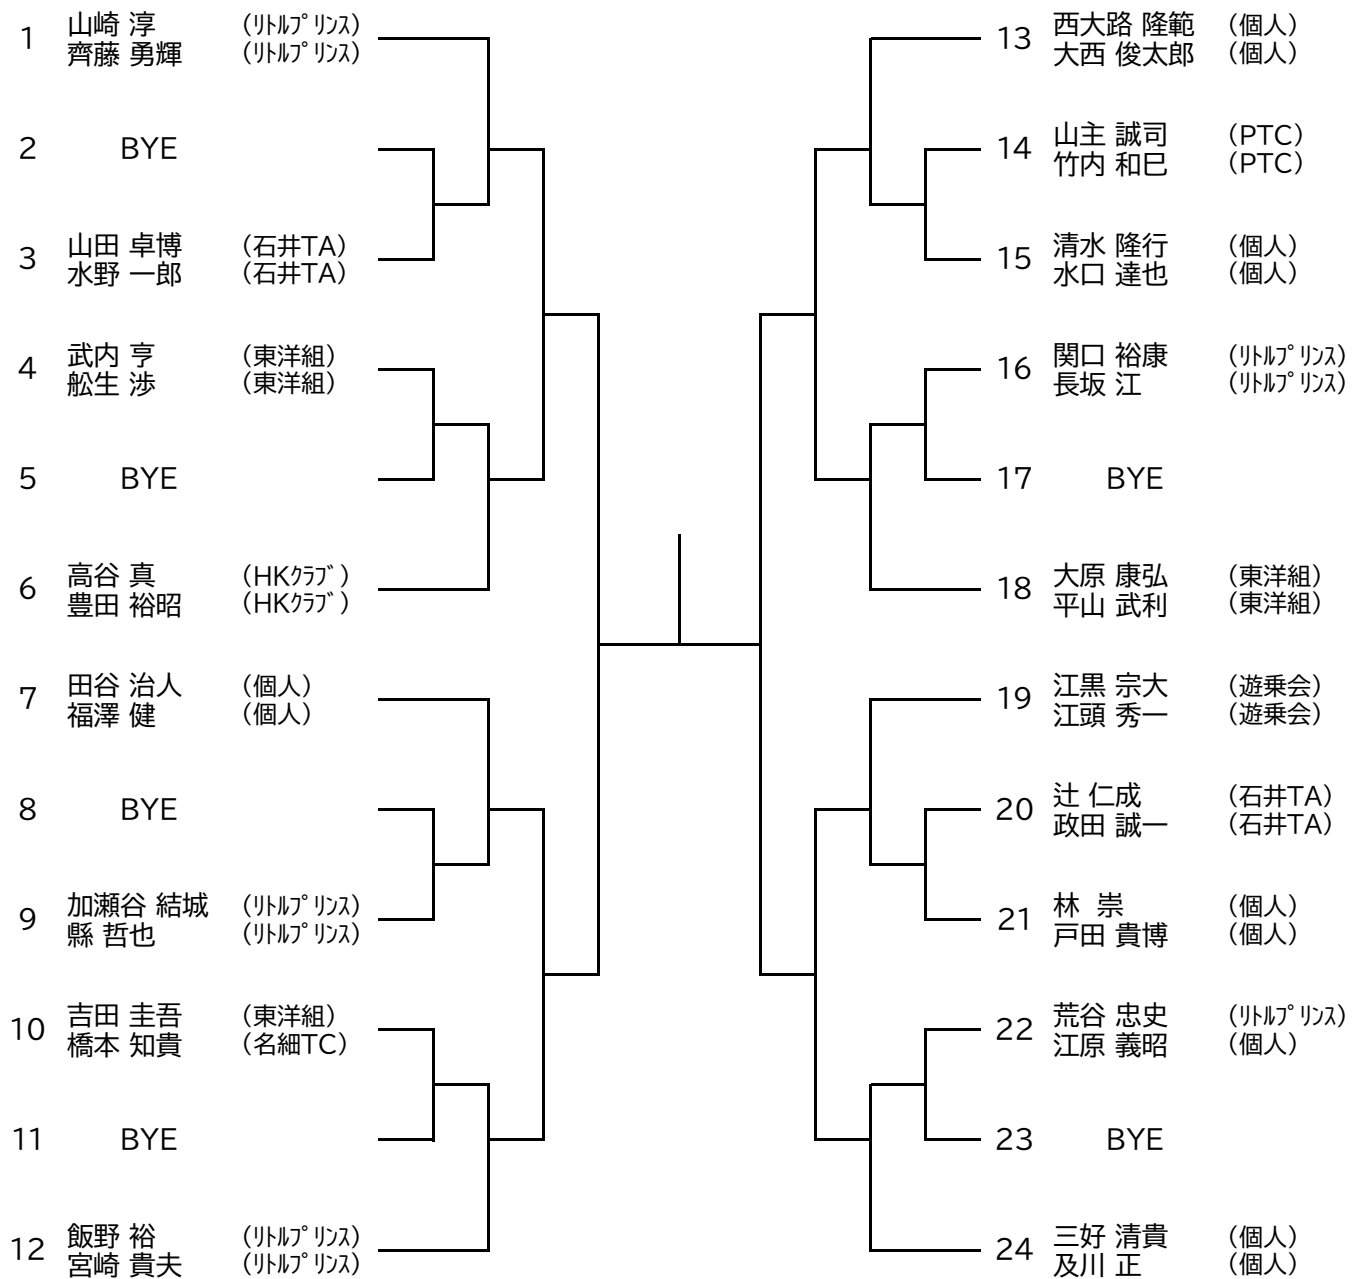 1 山崎 淳 (ﾘﾄﾙﾌﾟﾘﾝｽ)
齊藤 勇輝 (ﾘﾄﾙﾌﾟﾘﾝｽ)
2 BYE
3 山田 卓博 (石井TA)
水野 一郎 (石井TA)
4 武内 亨 (東洋組)
舩生 渉 (東洋組)
5 BYE
6 高谷 真 (HKｸﾗﾌﾞ)
豊田 裕昭 (HKｸﾗﾌﾞ)
7 田谷 治人 (個人)
福澤 健 (個人)
8 BYE
9 加瀬谷 結城 (ﾘﾄﾙﾌﾟﾘﾝｽ)
縣 哲也 (ﾘﾄﾙﾌﾟﾘﾝｽ)
10 吉田 圭吾 (東洋組)
橋本 知貴 (名細TC)
11 BYE
12 飯野 裕 (ﾘﾄﾙﾌﾟﾘﾝｽ)
宮崎 貴夫 (ﾘﾄﾙﾌﾟﾘﾝｽ)
13 西大路 隆範 (個人)
大西 俊太郎 (個人)
14 山主 誠司 (PTC)
竹内 和巳 (PTC)
15 清水 隆行 (個人)
水口 達也 (個人)
16 関口 裕康 (ﾘﾄﾙﾌﾟﾘﾝｽ)
長坂 江 (ﾘﾄﾙﾌﾟﾘﾝｽ)
17 BYE
18 大原 康弘 (東洋組)
平山 武利 (東洋組)
19 江黒 宗大 (遊乗会)
江頭 秀一 (遊乗会)
20 辻 仁成 (石井TA)
政田 誠一 (石井TA)
21 林 崇 (個人)
戸田 貴博 (個人)
22 荒谷 忠史 (ﾘﾄﾙﾌﾟﾘﾝｽ)
江原 義昭 (個人)
23 BYE
24 三好 清貴 (個人)
及川 正 (個人)